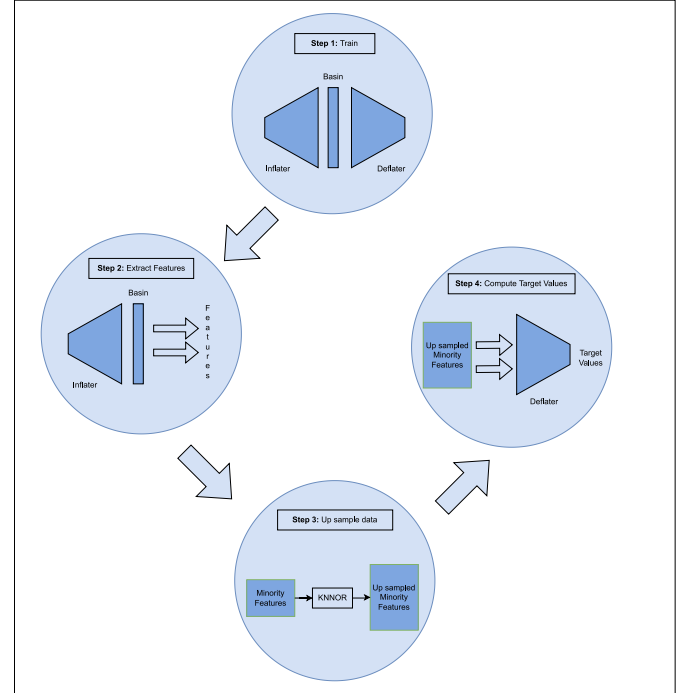 Step 1: Train
Basin
Inflater
Deflater
Step 2: Extract Features
Basin
Features
Inflater
Step 4: Compute Target Values
Up sampled
Minority
Features
Target
Values
Deflater
Step 3: Up sample data
Minority
Features
KNNOR
Up sampled
Minority
Features